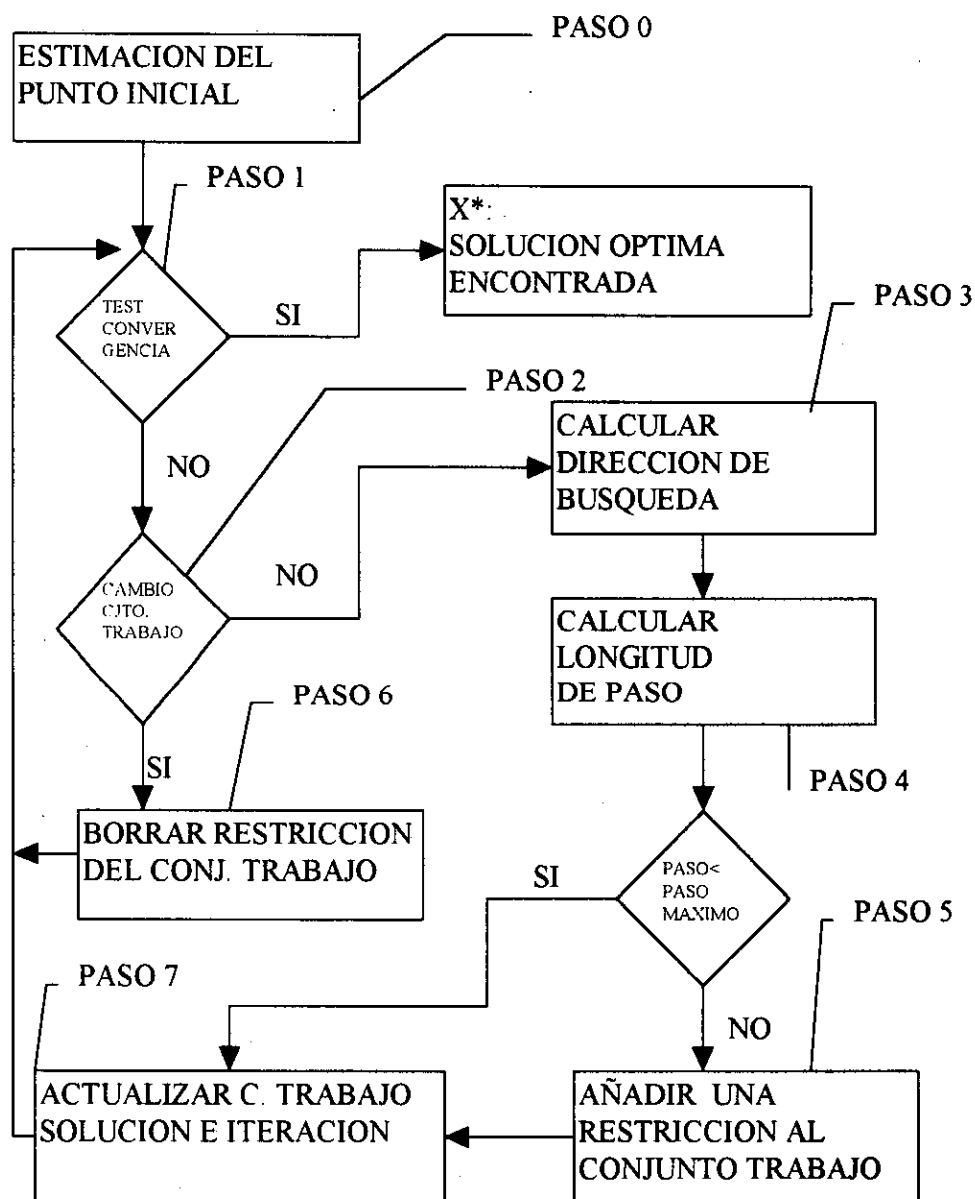 PASO 0
ESTIMACION DEL
PUNTO INICIAL
PASO 1
X*:
SOLUCION OPTIMA
ENCONTRADA
TEST
CONVER
GENCIA
SI
PASO 3
PASO 2
CALCULAR
DIRECCION DE
BUSQUEDA
NO
CAMBIO
CJTO.
TRABAJO
NO
CALCULAR
LONGITUD
DE PASO
PASO 6
SI
PASO 4
BORRAR RESTRICCION
DEL CONJ. TRABAJO
PASO<
PASO
MAXIMO
SI
PASO 5
PASO 7
NO
ACTUALIZAR C. TRABAJO
SOLUCION E ITERACION
AÑADIR UNA
RESTRICCION AL
CONJUNTO TRABAJO